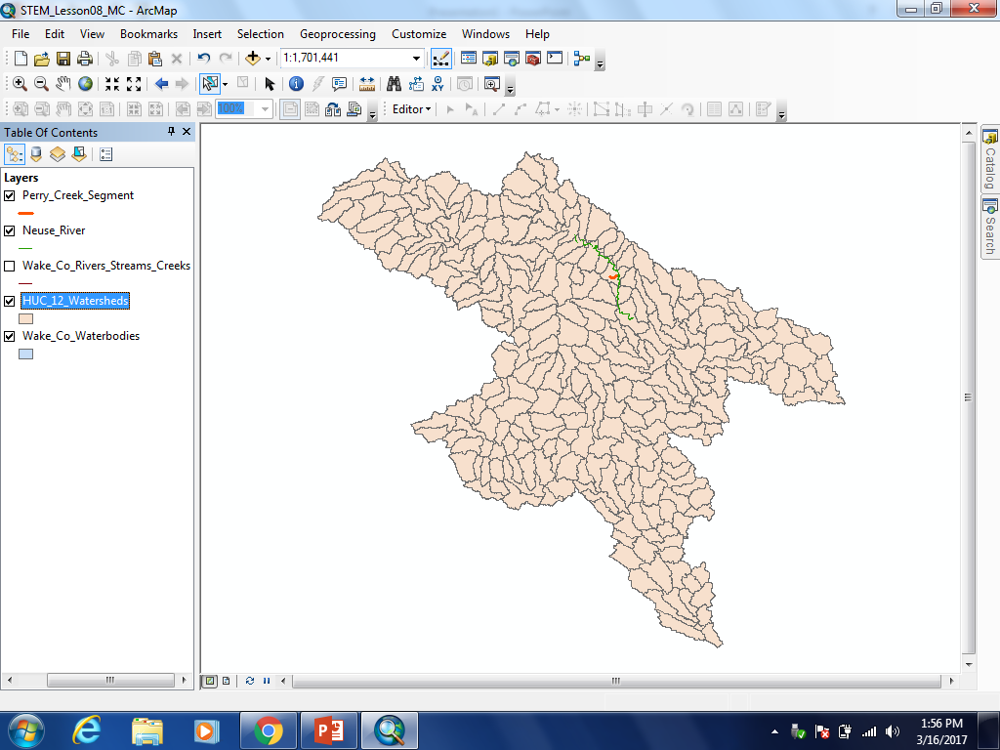 STEM_Lesson08_MC - ArcMap
File Edit View Bookmarks Insert Selection Geoprocessing Customize Windows Help
1:1,701,441
100% Editor
Table Of Contents
Layers
Perry_Creek_Segment
Neuse_River
Wake_Co_Rivers_Streams_Creeks
HUC_12_Watersheds
Wake_Co_Waterbodies
Catalog
Search
1:56 PM
3/16/2017